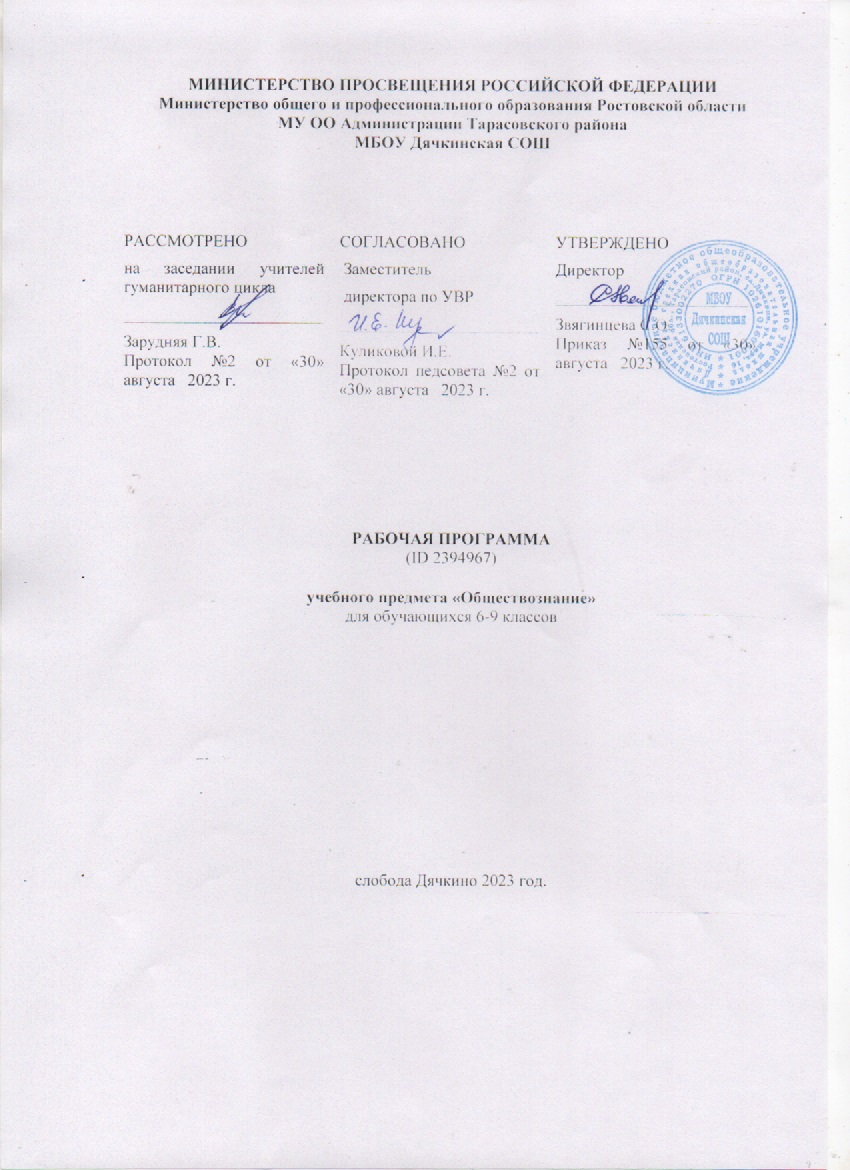 МИНИСТЕРСТВО ПРОСВЕЩЕНИЯ РОССИЙСКОЙ ФЕДЕРАЦИИ
Министерство общего и профессионального образования Ростовской области
МУ ОО Администрации Тарасовского района
МБОУ Дячкинская СОШ
РАССМОТРЕНО
на заседании учителей
гуманитарного цикла
Зарудняя Г.В.
Протокол №2 от «30»
августа 2023 г.
СОГЛАСОВАНО
Заместитель
директора по УВР
И.Е.
Куликовой И.Е.
Протокол педсовета №2 от
«30» августа 2023 г.
УТВЕРЖДЕНО
Директор
Звягинцева
Приказ №155 от «30»
августа 2023 г.
МБОУ
Дячкинская
СОШ
РАБОЧАЯ ПРОГРАММА
(ID 2394967)
учебного предмета «Обществознание»
для обучающихся 6-9 классов
слобода Дячкино 2023 год.